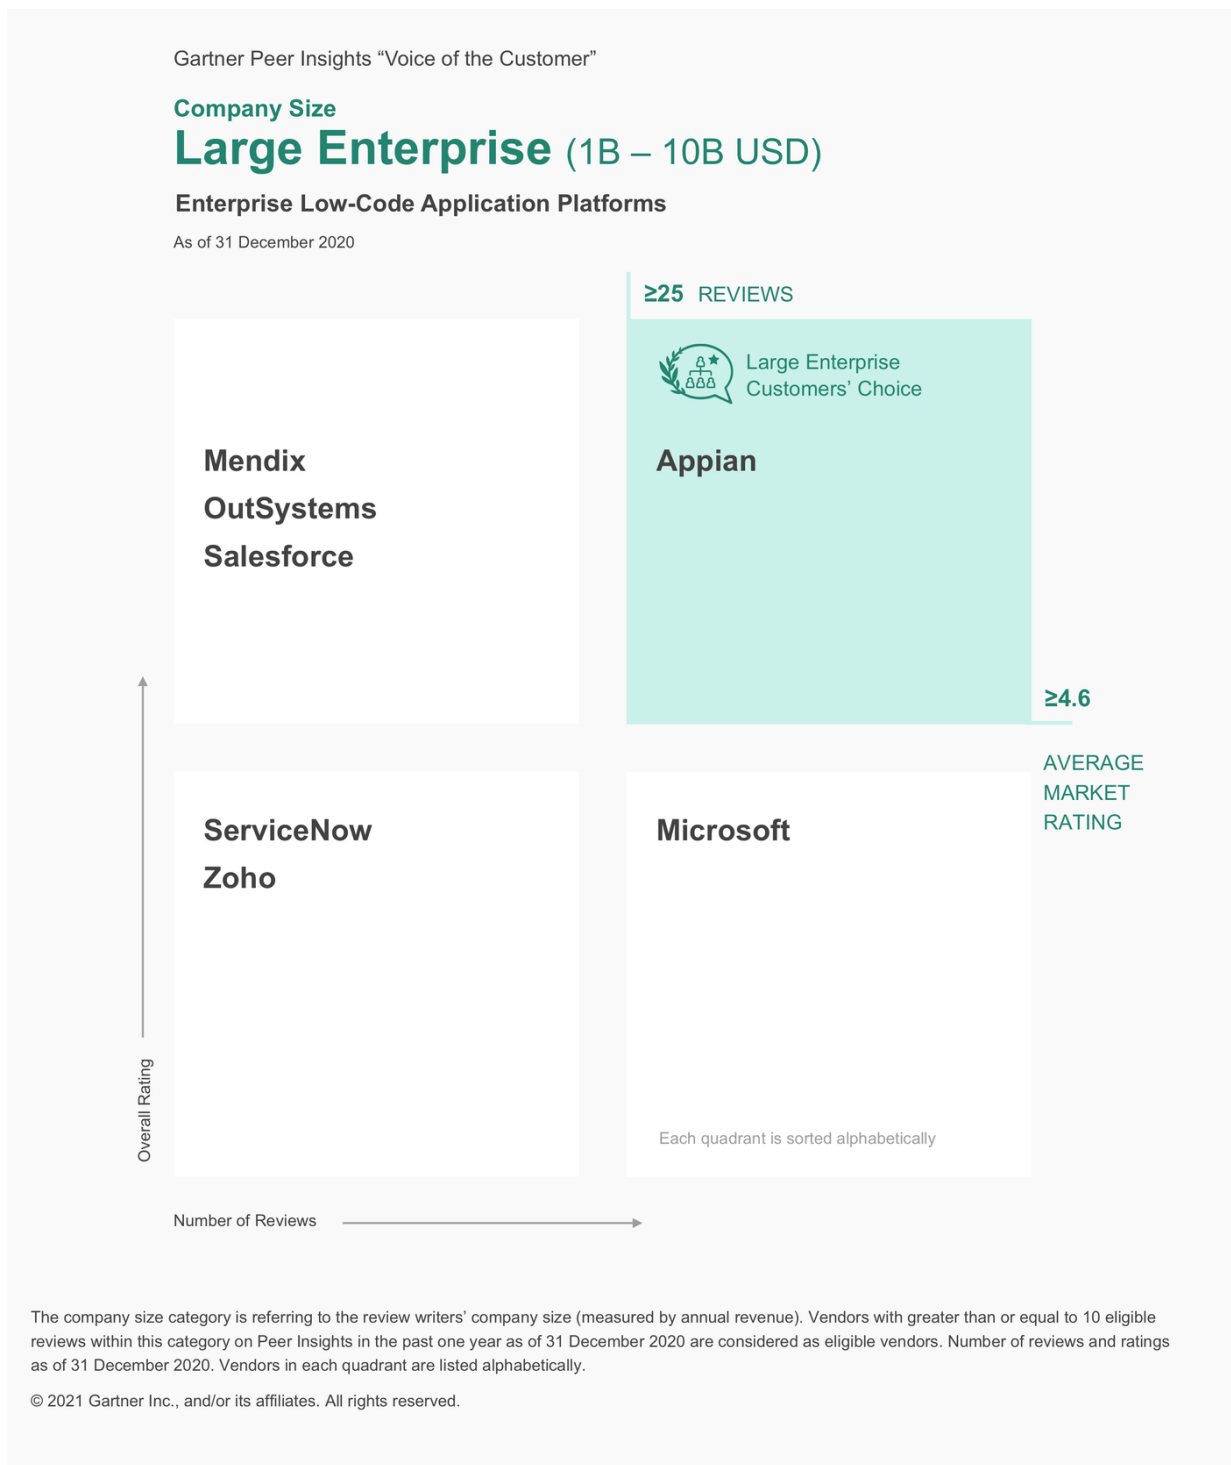 Gartner Peer Insights “Voice of the Customer”
Company Size
Large Enterprise (1B – 10B USD)
Enterprise Low-Code Application Platforms
As of 31 December 2020
≥25 REVIEWS
Large Enterprise
Customers’ Choice
Mendix
OutSystems
Salesforce
Appian
≥4.6
AVERAGE
MARKET
RATING
ServiceNow
Zoho
Microsoft
Each quadrant is sorted alphabetically
Overall Rating
Number of Reviews
The company size category is referring to the review writers’ company size (measured by annual revenue). Vendors with greater than or equal to 10 eligible
reviews within this category on Peer Insights in the past one year as of 31 December 2020 are considered as eligible vendors. Number of reviews and ratings
as of 31 December 2020. Vendors in each quadrant are listed alphabetically.
© 2021 Gartner Inc., and/or its affiliates. All rights reserved.